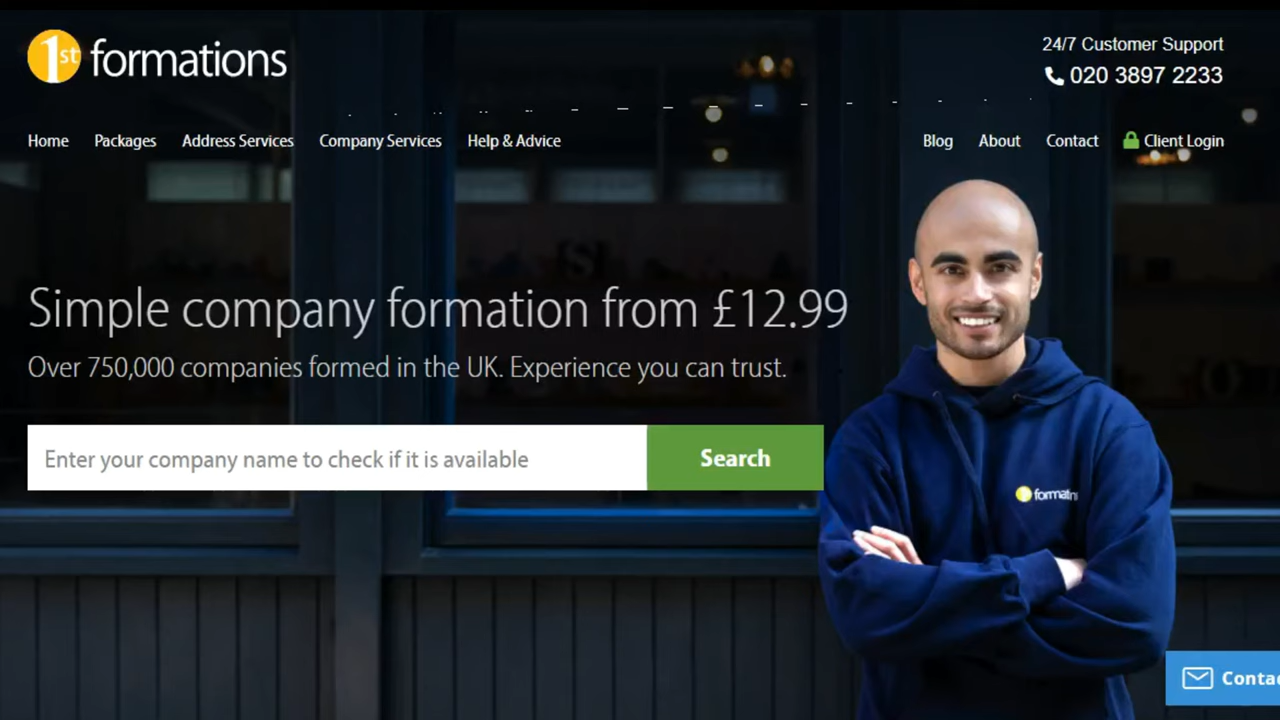 1st formations
24/7 Customer Support
020 3897 2233
Home Packages Address Services Company Services Help & Advice Blog About Contact Client Login
Simple company formation from £12.99
Over 750,000 companies formed in the UK. Experience you can trust.
Enter your company name to check if it is available Search